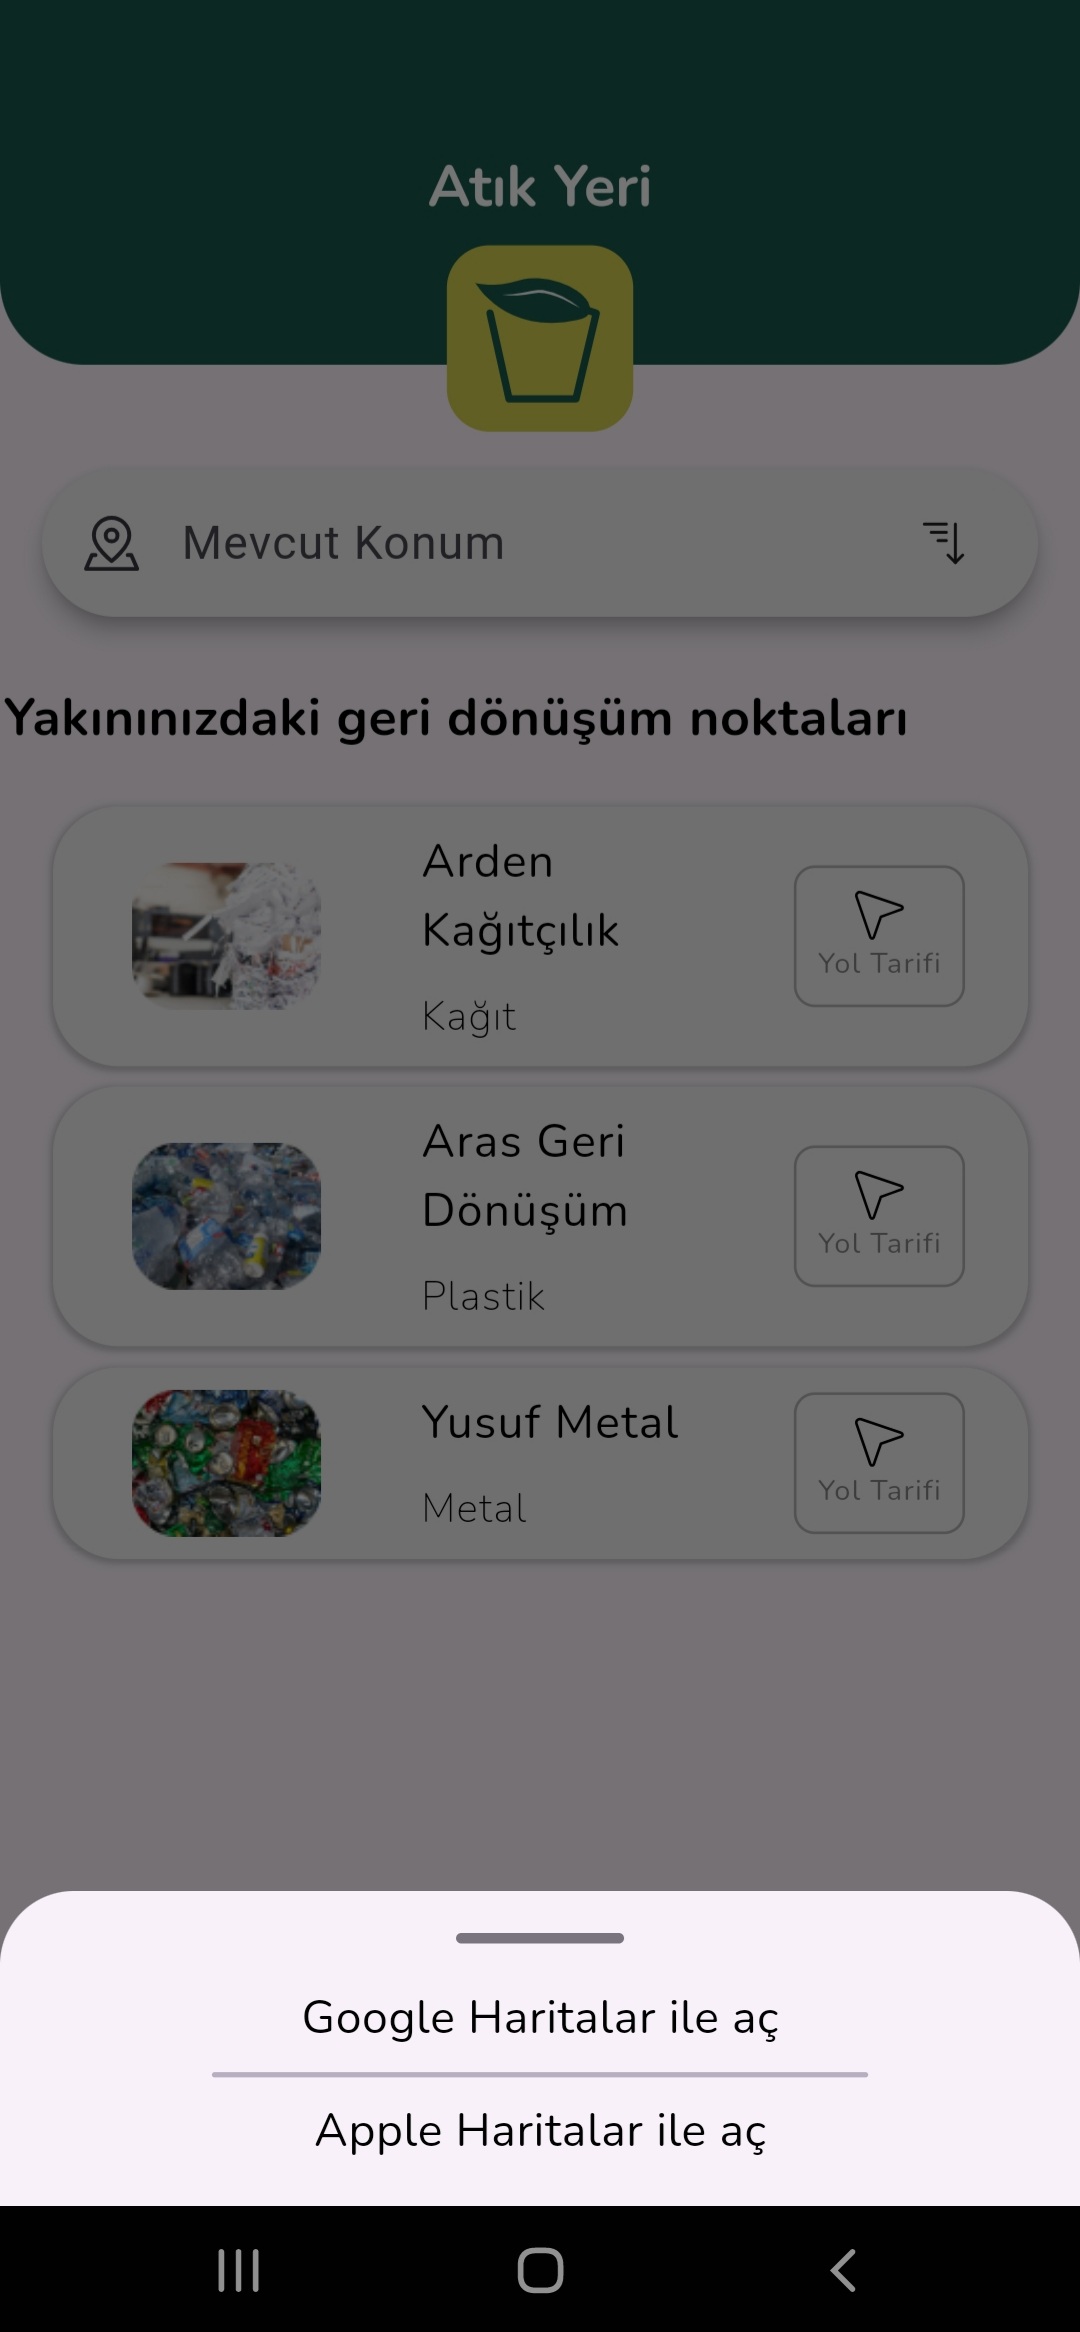 Atık Yeri
Mevcut Konum
Yakınınızdaki geri dönüşüm noktaları
Arden
Kağıtçılık
Kağıt
Yol Tarifi
Aras Geri
Dönüşüm
Plastik
Yol Tarifi
Yusuf Metal
Metal
Yol Tarifi
Google Haritalar ile aç
Apple Haritalar ile aç